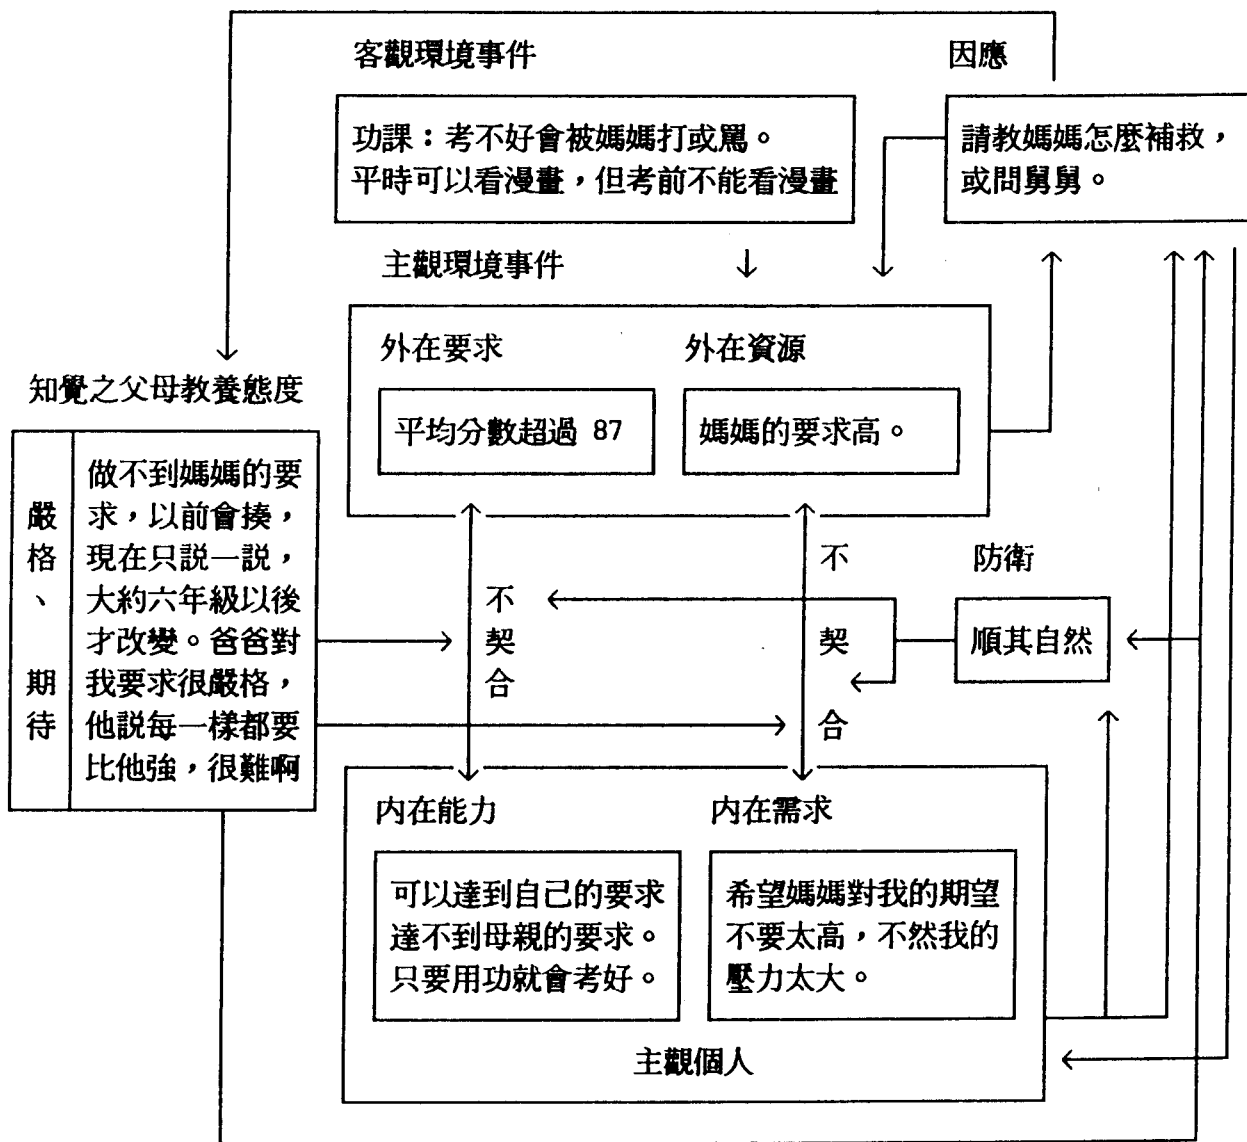 客觀環境事件
因應
功課：考不好會被媽媽打或罵。
平時可以看漫畫，但考前不能看漫畫
請教媽媽怎麼補救，
或問舅舅。
主觀環境事件
外在要求
外在資源
平均分數超過 87
媽媽的要求高。
知覺之父母教養態度
嚴格、期待
做不到媽媽的要
求，以前會揍，
現在只説一説，
大約六年級以後
才改變。爸爸對
我要求很嚴格，
他説每一樣都要
比他強，很難啊
不契合
不契合
防衛
順其自然
内在能力
内在需求
可以達到自己的要求
達不到母親的要求。
只要用功就會考好。
希望媽媽對我的期望
不要太高，不然我的
壓力太大。
主觀個人